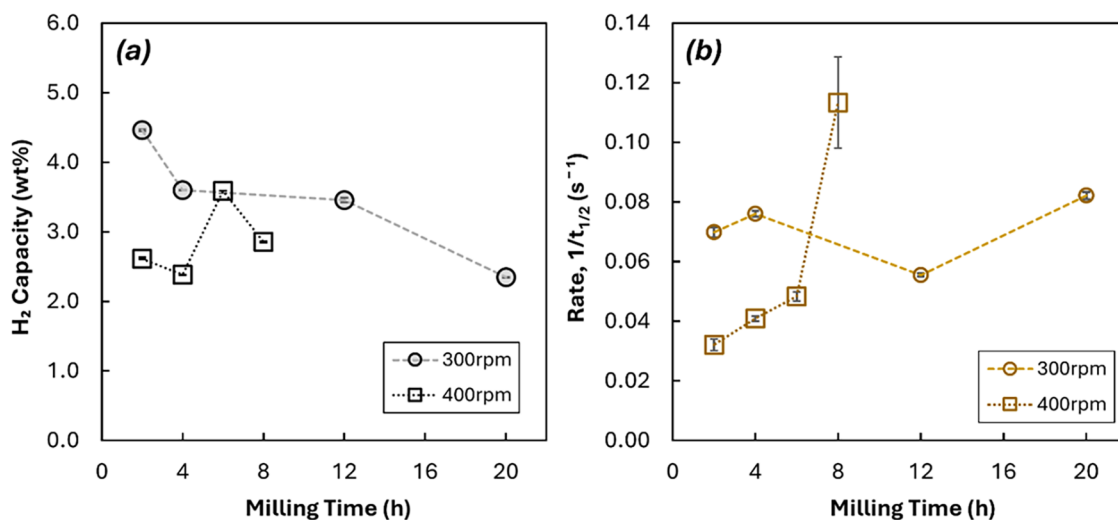 (a)
H₂ Capacity (wt%)
6.0
5.0
4.0
3.0
2.0
1.0
0.0
300rpm
400rpm
0
4
8
12
16
20
Milling Time (h)
(b)
Rate, 1/t₁/₂ (s⁻¹)
0.14
0.12
0.10
0.08
0.06
0.04
0.02
0.00
300rpm
400rpm
0
4
8
12
16
20
Milling Time (h)